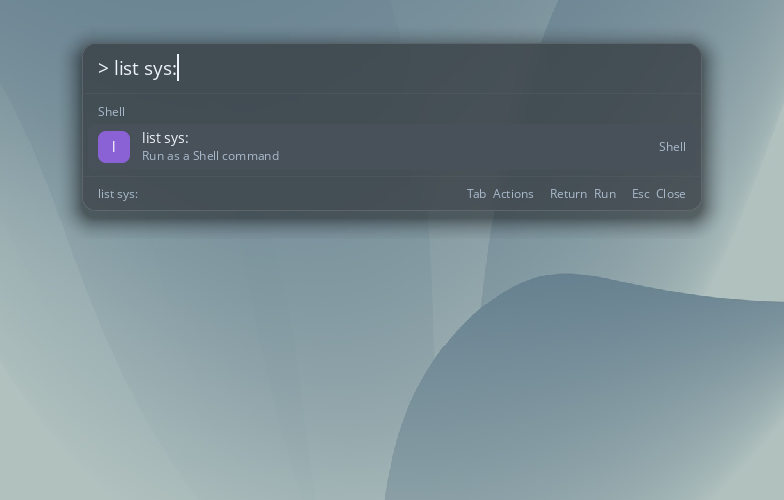 > list sys:
Shell
l
list sys:
Run as a Shell command
Shell
list sys:
Tab Actions Return Run Esc Close